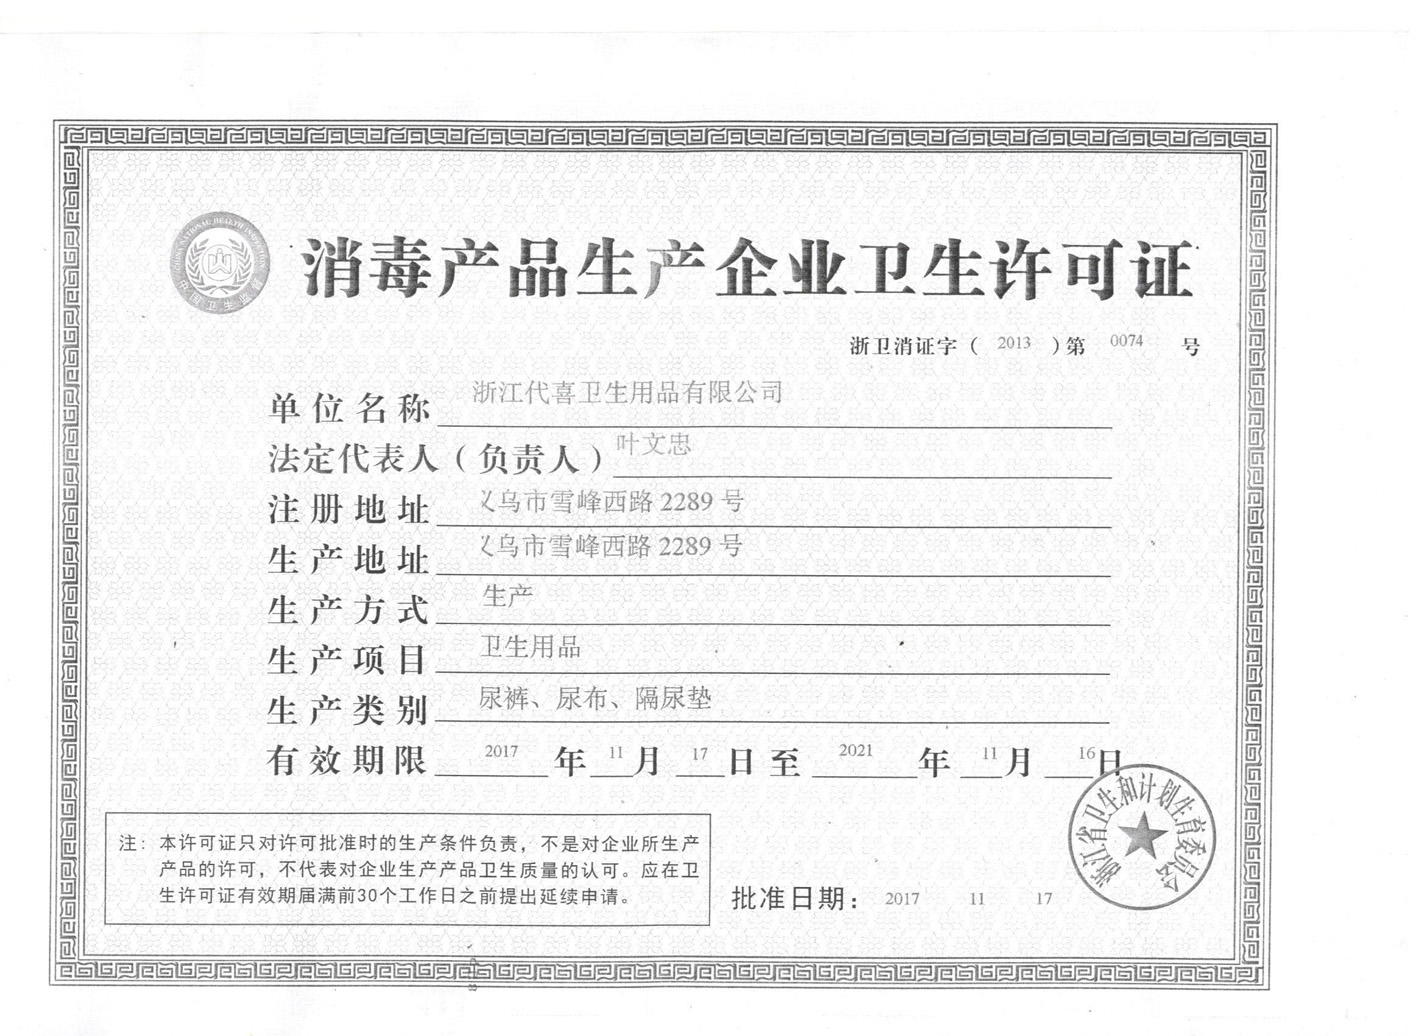 消毒产品生产企业卫生许可证
浙卫消证字（ 2013 ）第 0074 号
单位名称 浙江代喜卫生用品有限公司
法定代表人（负责人） 叶文忠
注册地址 义乌市雪峰西路 2289 号
生产地址 义乌市雪峰西路 2289 号
生产方式 生产
生产项目 卫生用品
生产类别 尿裤、尿布、隔尿垫
有效期限 2017 年 11 月 17 日至 2021 年 11 月 16 日
浙江省卫生和计划生育委员会
注：本许可证只对许可批准时的生产条件负责，不是对企业所生产
产品的许可，不代表对企业生产产品卫生质量的认可。应在卫
生许可证有效期届满前30个工作日之前提出延续申请。
批准日期： 2017 11 17